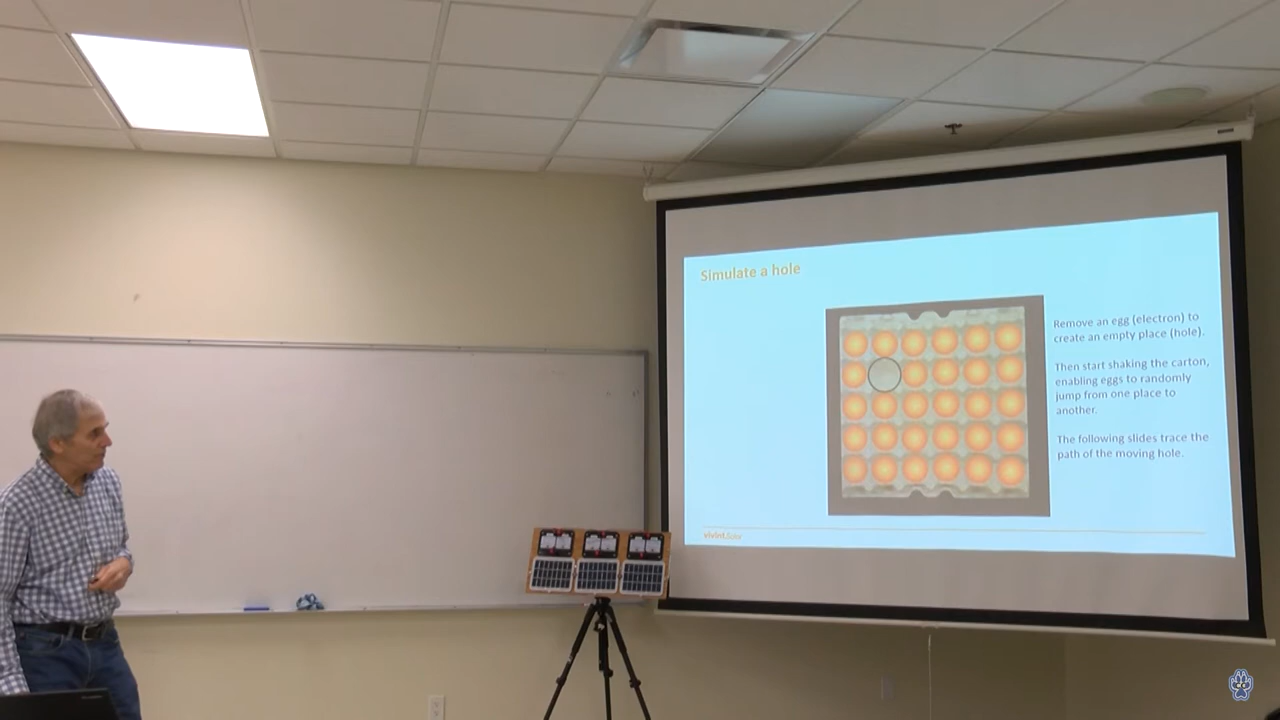 Simulate a hole
Remove an egg (electron) to
create an empty place (hole).
Then start shaking the carton,
enabling eggs to randomly
jump from one place to
another.
The following slides trace the
path of the moving hole.
vivint.Solar